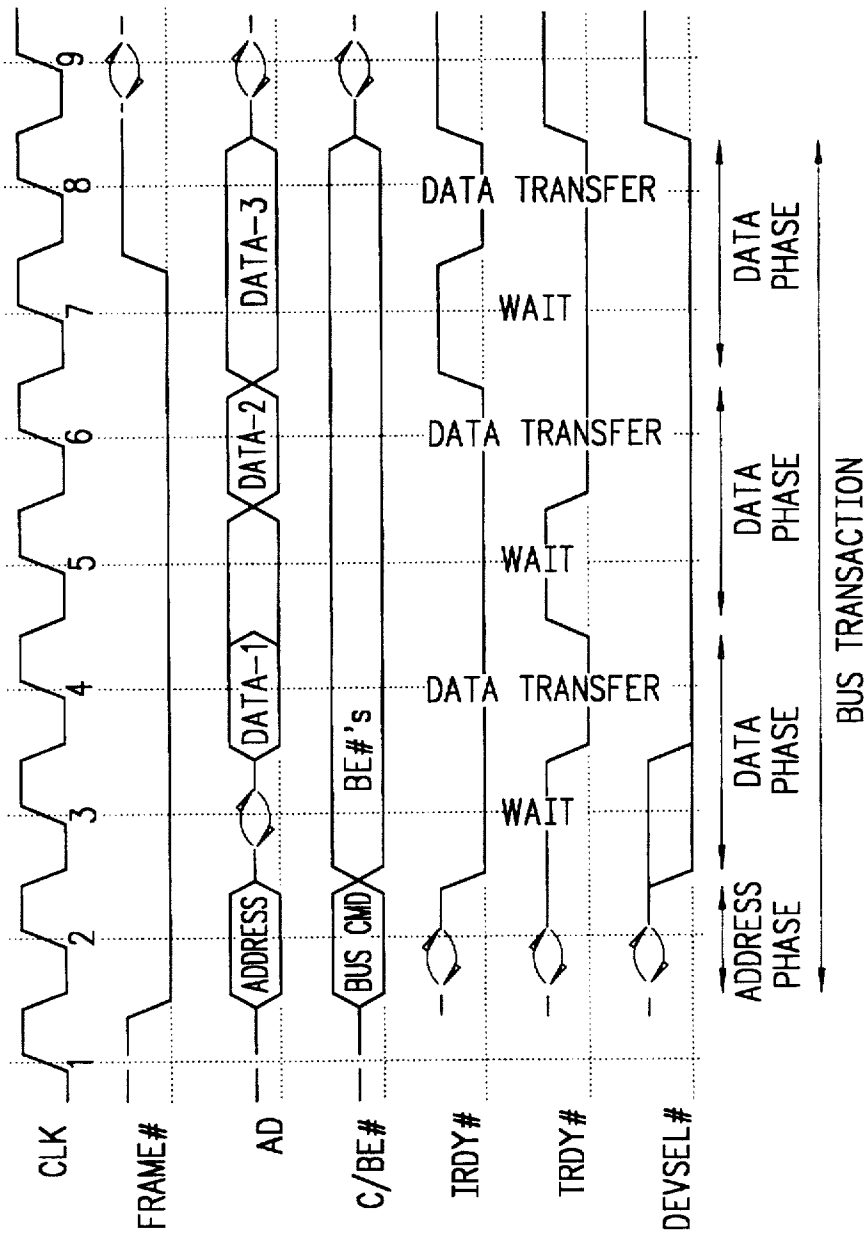 CLK
1 2 3 4 5 6 7 8 9
FRAME#
AD
ADDRESS
DATA-1
DATA-2
DATA-3
C/BE#
BUS CMD
BE#'s
IRDY#
DATA TRANSFER
DATA TRANSFER
DATA TRANSFER
WAIT
WAIT
WAIT
TRDY#
DEVSEL#
ADDRESS
PHASE
DATA
PHASE
DATA
PHASE
DATA
PHASE
BUS TRANSACTION